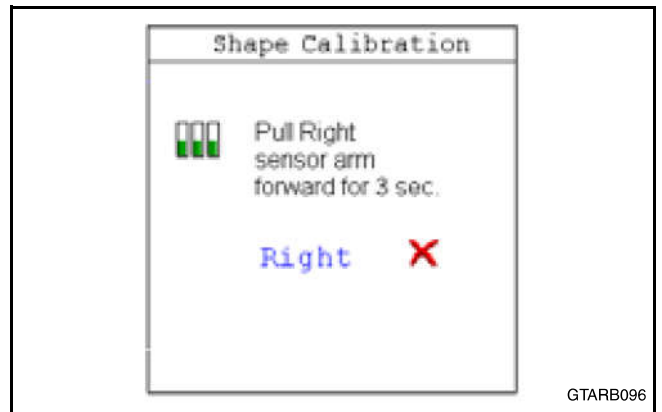 Shape Calibration
Pull Right
sensor arm
forward for 3 sec.
Right
GTARB096